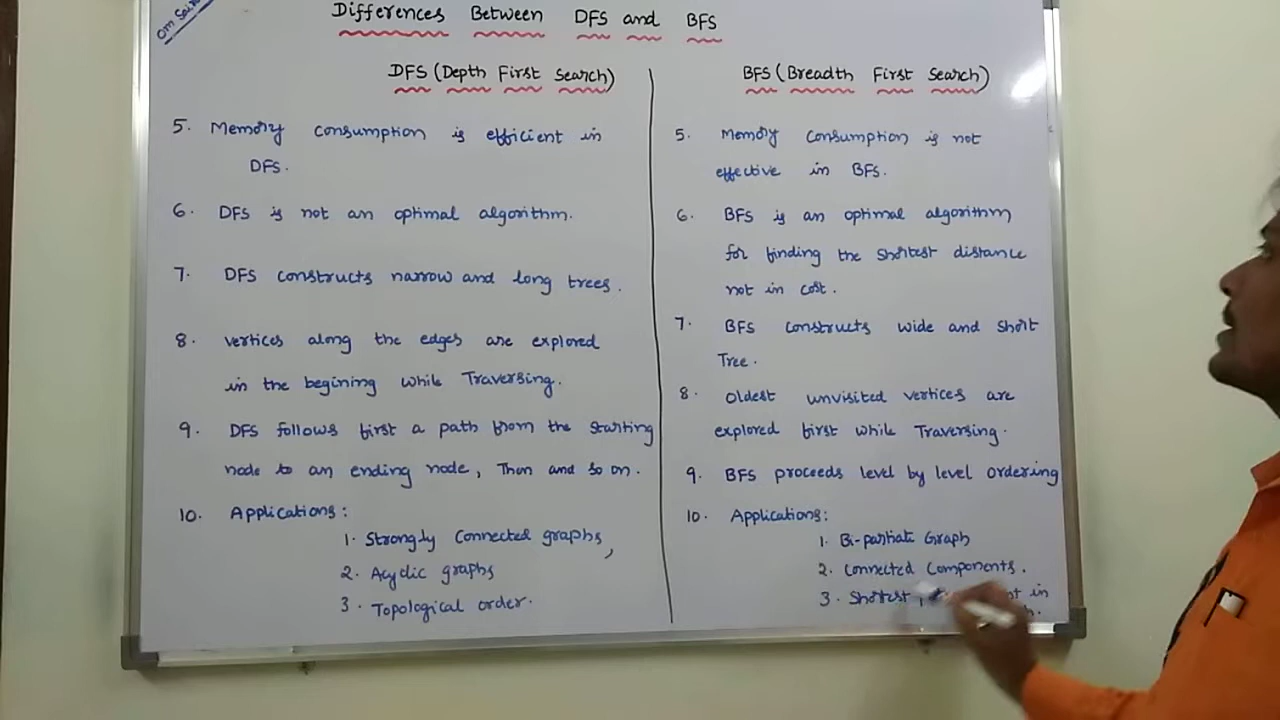 Om Sai
Differences Between DFS and BFS
DFS (Depth First Search)
5. Memory consumption is efficient in
DFS.
6. DFS is not an optimal algorithm.
7. DFS constructs narrow and long trees.
8. vertices along the edges are explored
in the begining while Traversing.
9. DFS follows first a path from the starting
node to an ending node, Then and so on.
10. Applications:
1. Strongly Connected graphs,
2. Acyclic graphs
3. Topological order.
BFS (Breadth First Search)
5. Memory consumption is not
effective in BFS.
6. BFS is an optimal algorithm
for finding the shortest distance
not in cost.
7. BFS constructs wide and short
Tree.
8. Oldest unvisited vertices are
explored first while Traversing.
9. BFS proceeds level by level ordering
10. Applications:
1. Bi-partiate Graph
2. Connected Components.
3. Shortest in